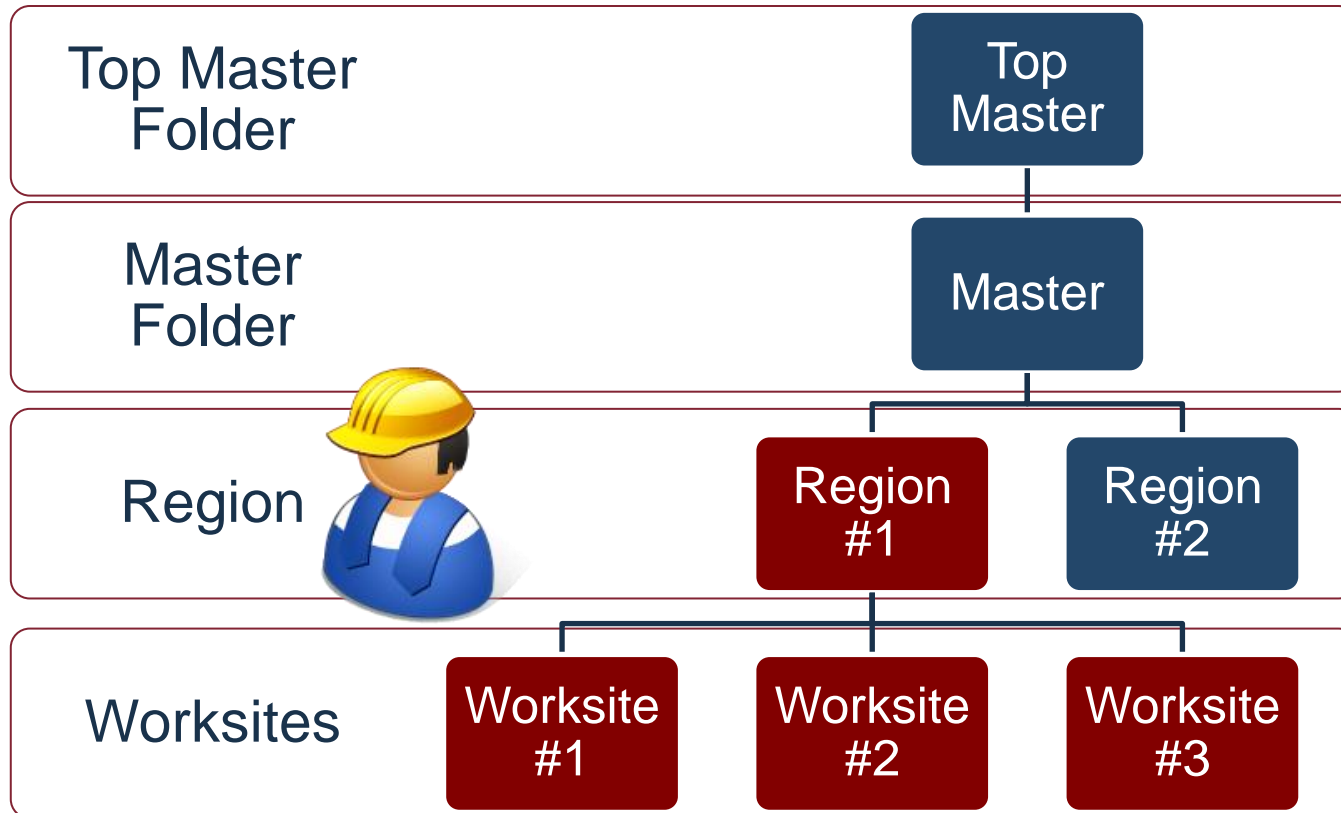 Top Master
Folder
Top
Master
Master
Folder
Master
Region
Region
#1
Region
#2
Worksites
Worksite
#1
Worksite
#2
Worksite
#3